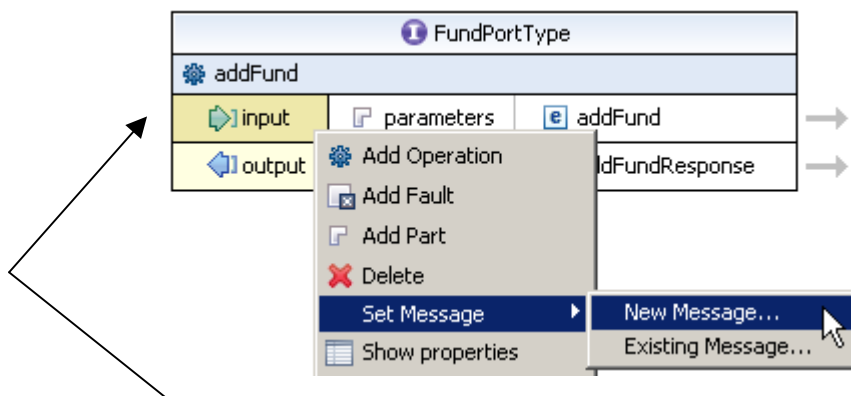 FundPortType
addFund
input parameters e addFund
output ddFundResponse
Add Operation
Add Fault
Add Part
Delete
Set Message New Message...
Existing Message...
Show properties